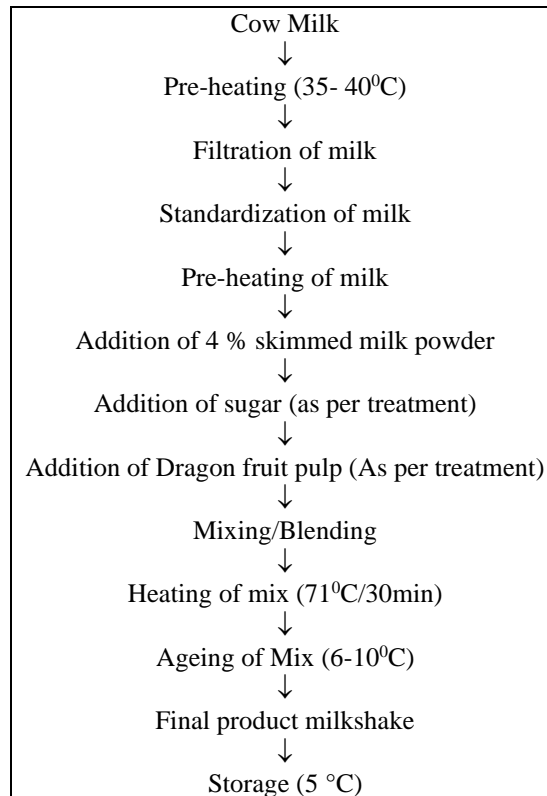 Cow Milk
↓
Pre-heating (35- 40⁰C)
↓
Filtration of milk
↓
Standardization of milk
↓
Pre-heating of milk
↓
Addition of 4 % skimmed milk powder
↓
Addition of sugar (as per treatment)
↓
Addition of Dragon fruit pulp (As per treatment)
↓
Mixing/Blending
↓
Heating of mix (71⁰C/30min)
↓
Ageing of Mix (6-10⁰C)
↓
Final product milkshake
↓
Storage (5 °C)